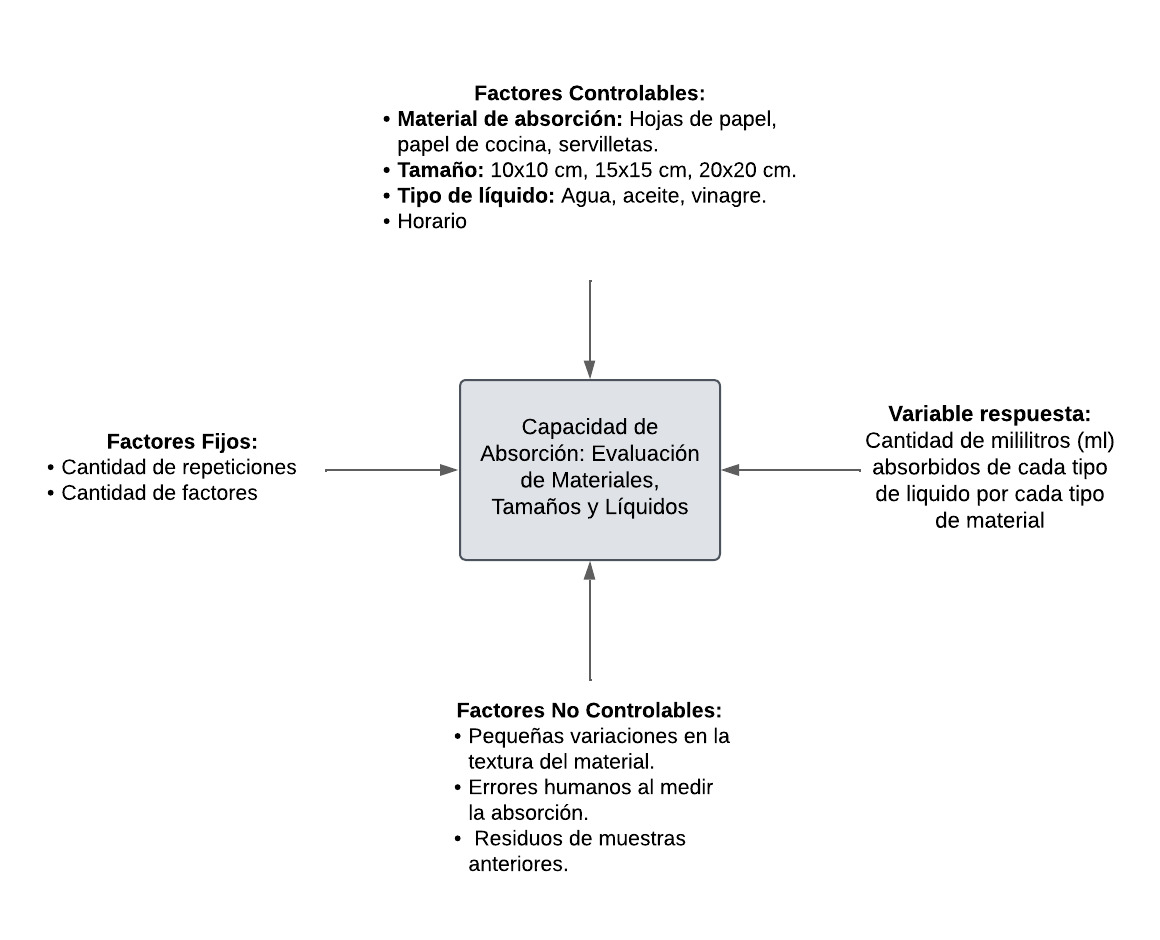 Factores Controlables:
• Material de absorción: Hojas de papel,
papel de cocina, servilletas.
• Tamaño: 10x10 cm, 15x15 cm, 20x20 cm.
• Tipo de líquido: Agua, aceite, vinagre.
• Horario
Factores Fijos:
• Cantidad de repeticiones
• Cantidad de factores
Capacidad de
Absorción: Evaluación
de Materiales,
Tamaños y Líquidos
Variable respuesta:
Cantidad de mililitros (ml)
absorbidos de cada tipo
de liquido por cada tipo
de material
Factores No Controlables:
• Pequeñas variaciones en la
textura del material.
• Errores humanos al medir
la absorción.
• Residuos de muestras
anteriores.